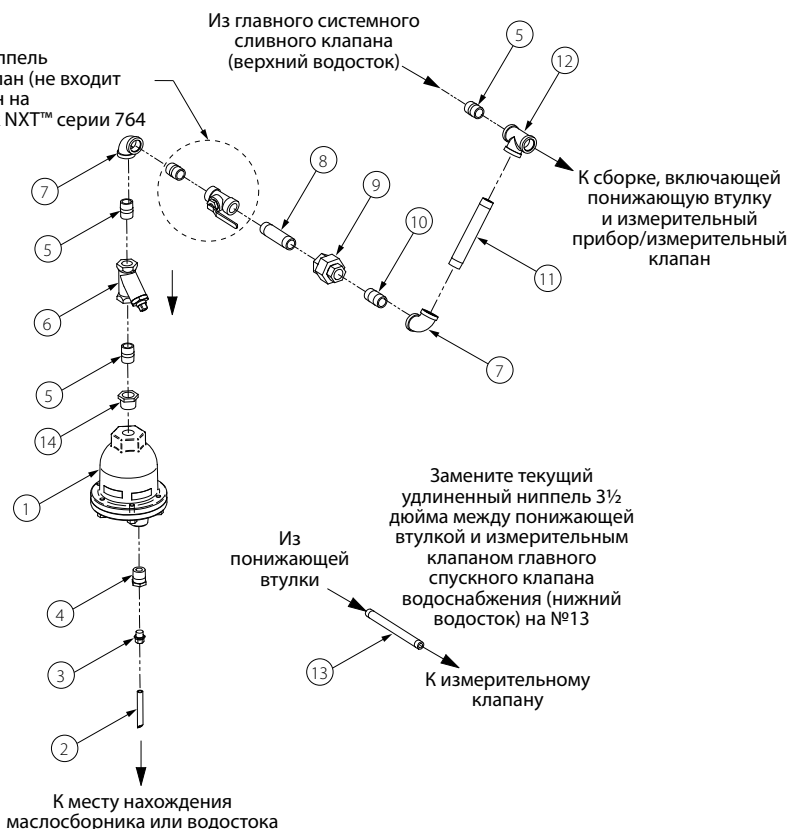 Из главного системного
сливного клапана
(верхний водосток)
(не входит
на
NXT™ серии 764
5
12
7
8
К сборке, включающей
понижающую втулку
и измерительный
прибор/измерительный
клапан
9
5
10
11
6
7
5
14
1
Замените текущий
удлиненный ниппель 3½
дюйма между понижающей
втулкой и измерительным
клапаном главного
спускного клапана
водоснабжения (нижний
водосток) на №13
Из
понижающей
втулки
4
3
13
К измерительному
клапану
2
К месту нахождения
маслосборника или водостока